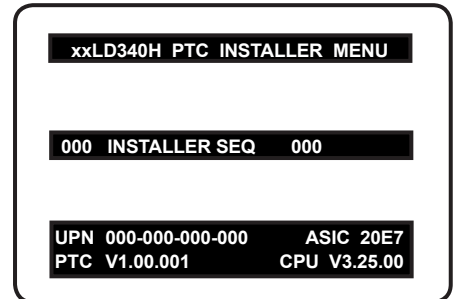 xxLD340H PTC INSTALLER MENU
000 INSTALLER SEQ 000
UPN 000-000-000-000 ASIC 20E7
PTC V1.00.001 CPU V3.25.00